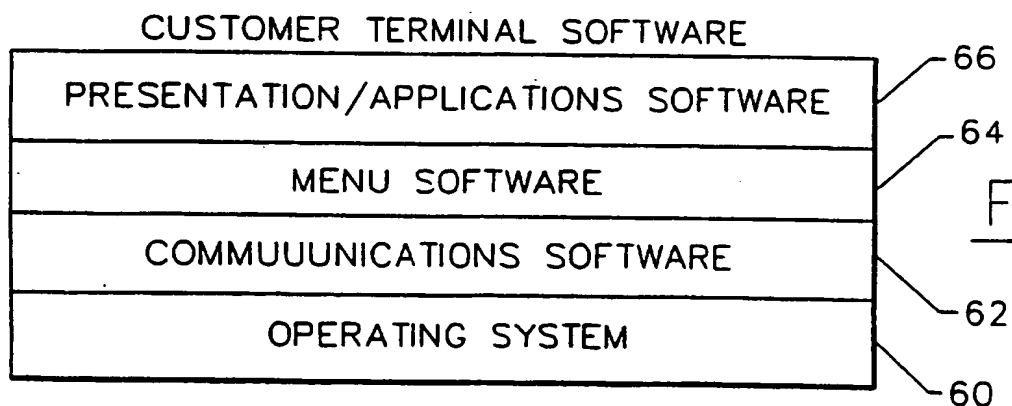 CUSTOMER TERMINAL SOFTWARE
PRESENTATION/APPLICATIONS SOFTWARE
66
MENU SOFTWARE
64
F
COMMUUUNICATIONS SOFTWARE
62
OPERATING SYSTEM
60